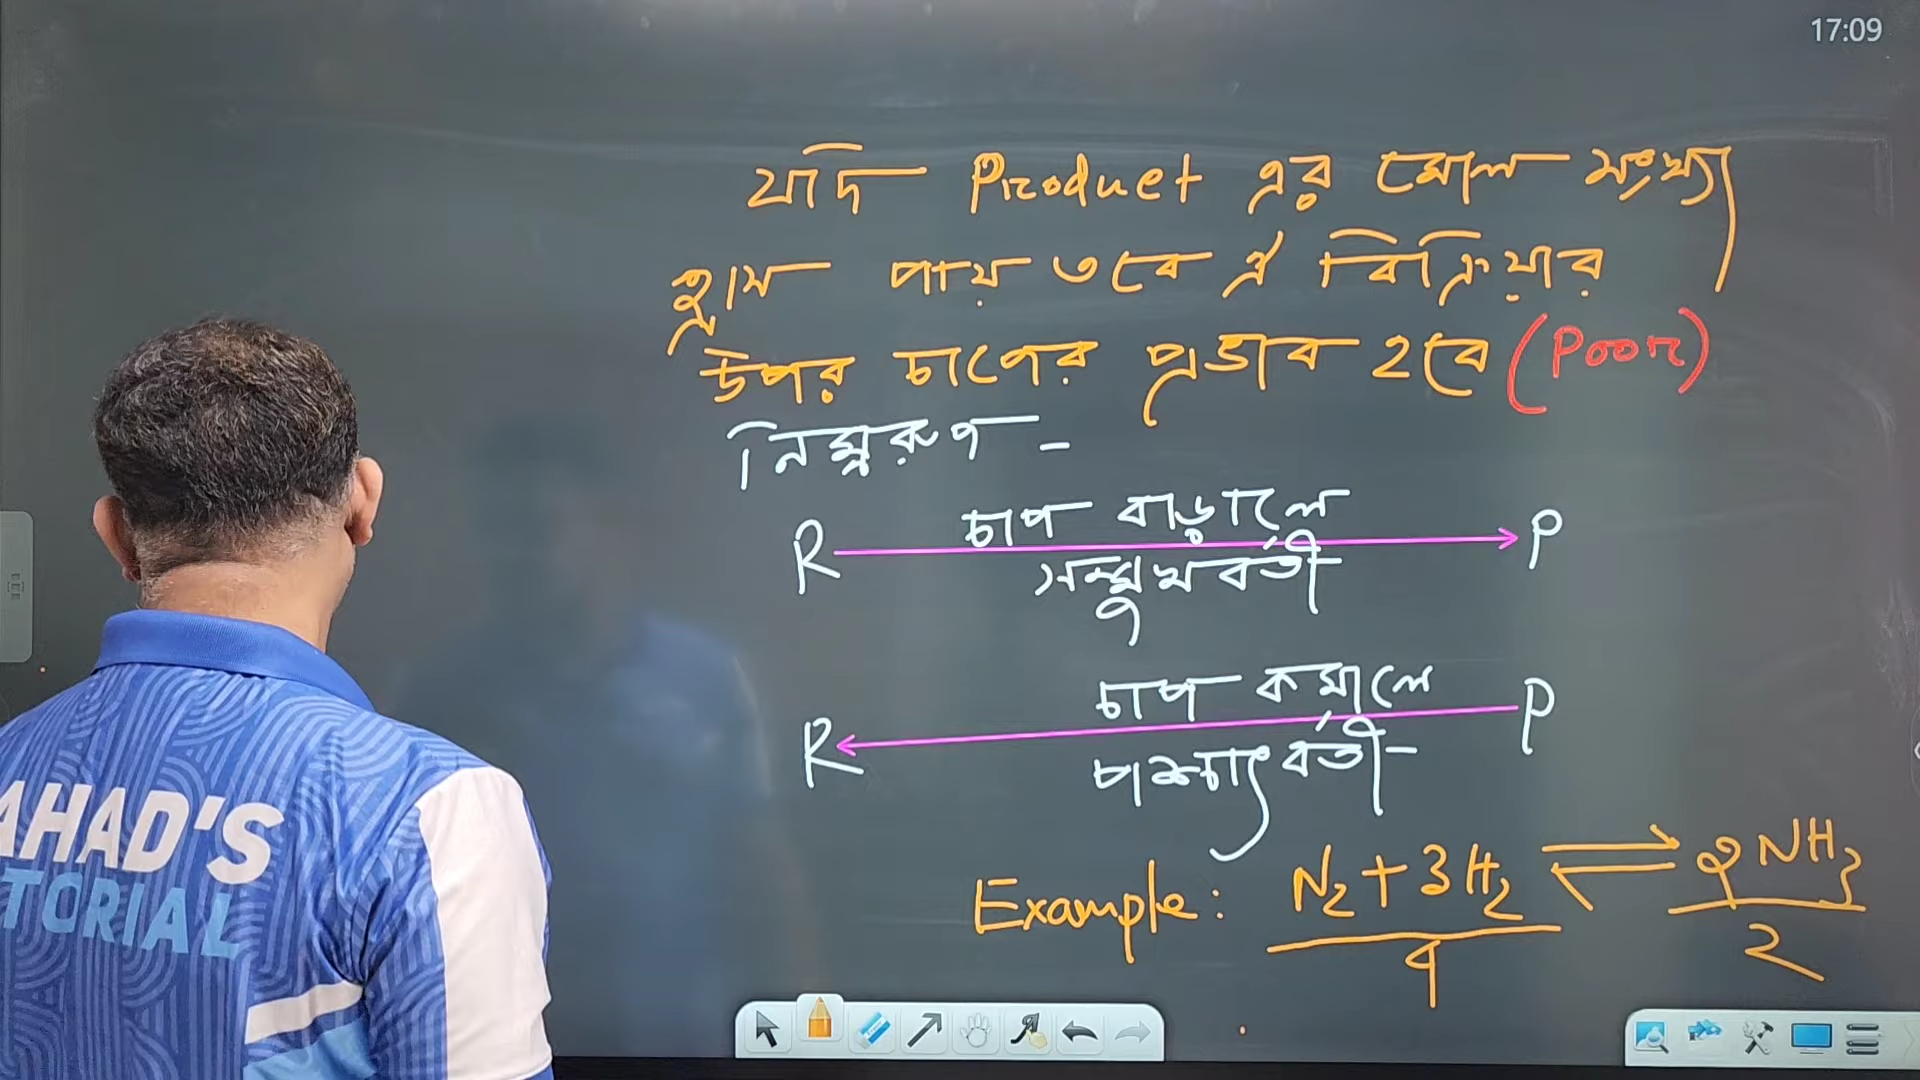 17:09
যদি Product এর মোল সংখ্যা
হ্রাস পায় তবে ঐ বিক্রিয়ার
উপর চাপের প্রভাব হবে (Poor)
নিম্নরূপ -
R চাপ বাড়ালে P
সম্মুখবর্তী
চাপ কমালে
R P
পশ্চাৎবর্তী
Example: N2 + 3H2 ⇌ 2NH3
4 2
AHAD'S
TORIAL